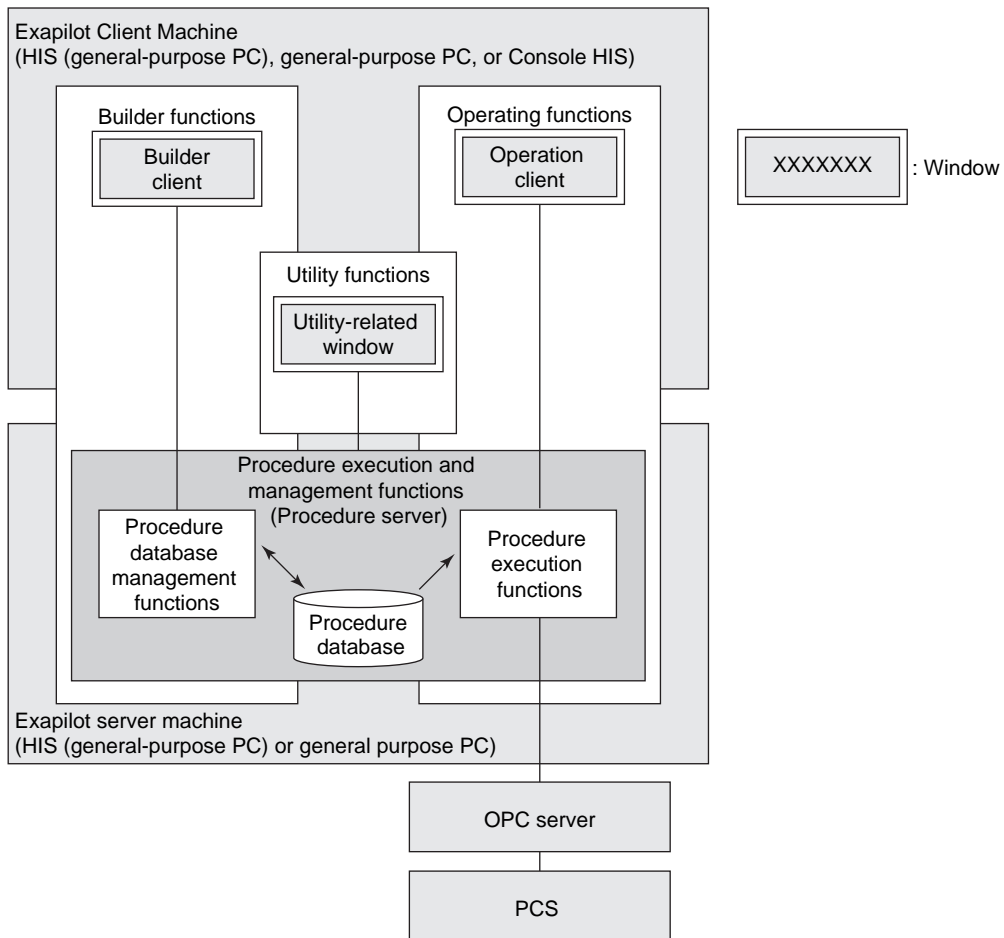 Exapilot Client Machine
(HIS (general-purpose PC), general-purpose PC, or Console HIS)
Builder functions
Builder
client
Operating functions
Operation
client
XXXXXXX
: Window
Utility functions
Utility-related
window
Procedure execution and
management functions
(Procedure server)
Procedure
database
management
functions
Procedure
database
Procedure
execution
functions
Exapilot server machine
(HIS (general-purpose PC) or general purpose PC)
OPC server
PCS